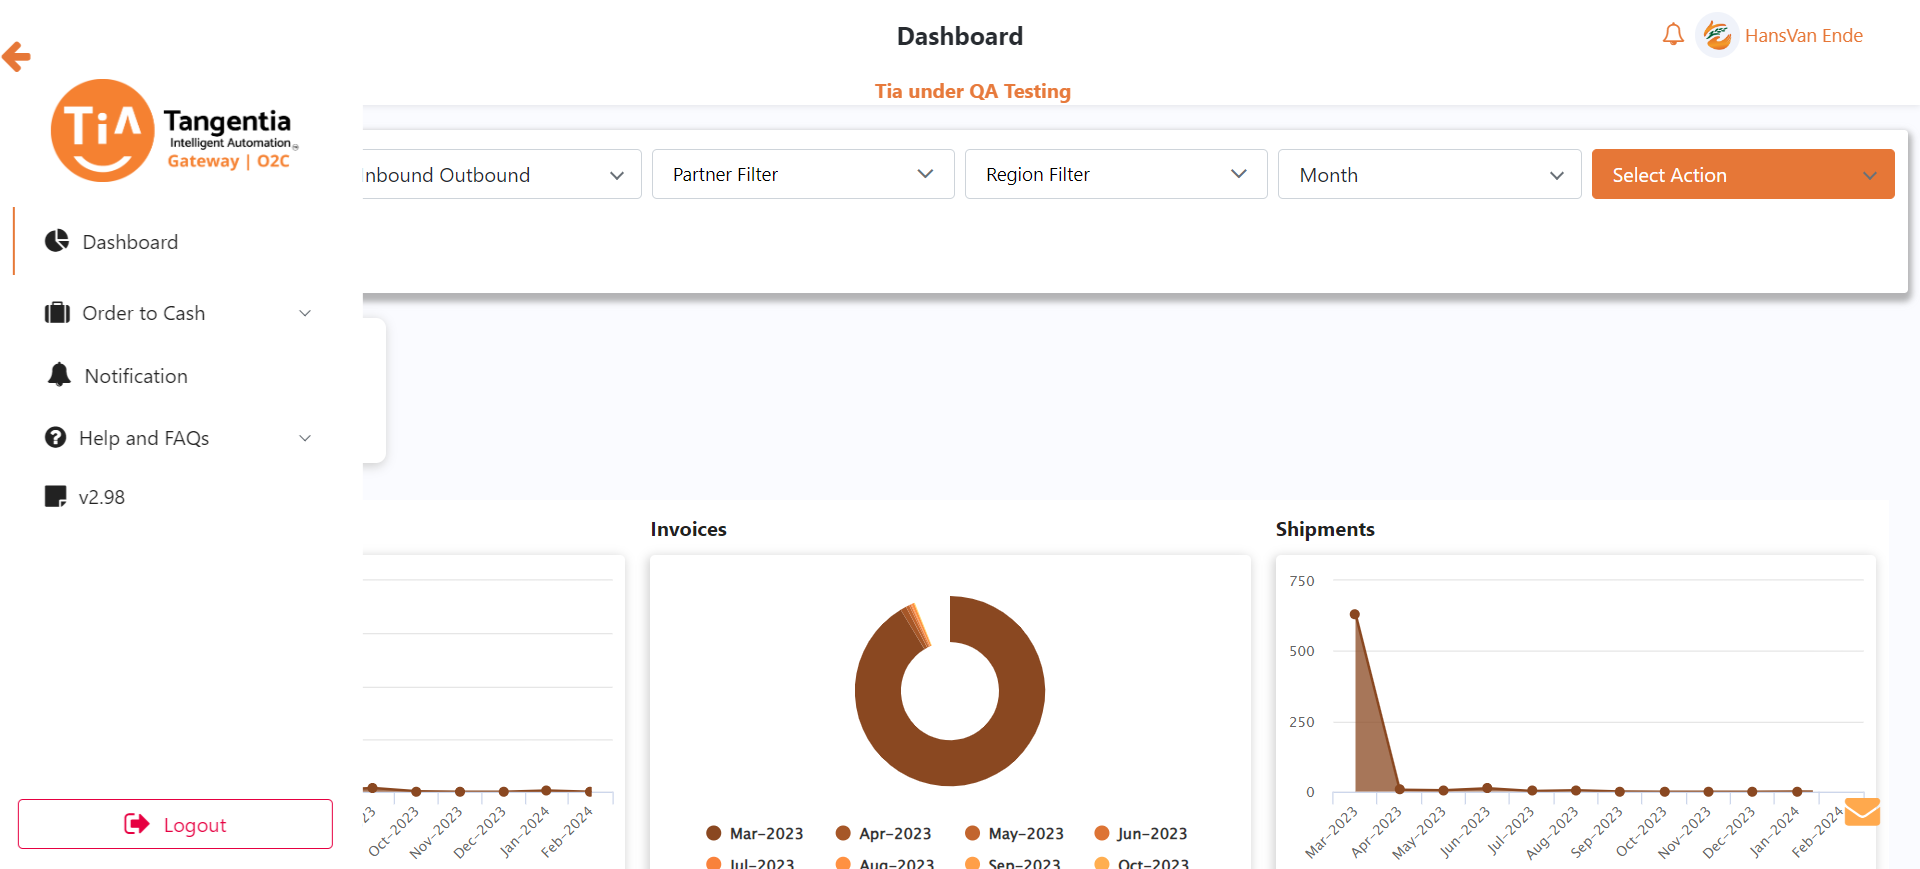 Dashboard
HansVan Ende
Tia under QA Testing
TiA
Tangentia
Intelligent Automation
Gateway | O2C
Inbound Outbound
Partner Filter
Region Filter
Month
Select Action
Dashboard
Order to Cash
Notification
Help and FAQs
v2.98
Logout
Oct-2023
Nov-2023
Dec-2023
Jan-2024
Feb-2024
Invoices
Mar-2023
Apr-2023
May-2023
Jun-2023
Jul-2023
Aug-2023
Sep-2023
Oct-2023
Shipments
750
500
250
0
Mar-2023
Apr-2023
May-2023
Jun-2023
Jul-2023
Aug-2023
Sep-2023
Oct-2023
Nov-2023
Dec-2023
Jan-2024
Feb-2024